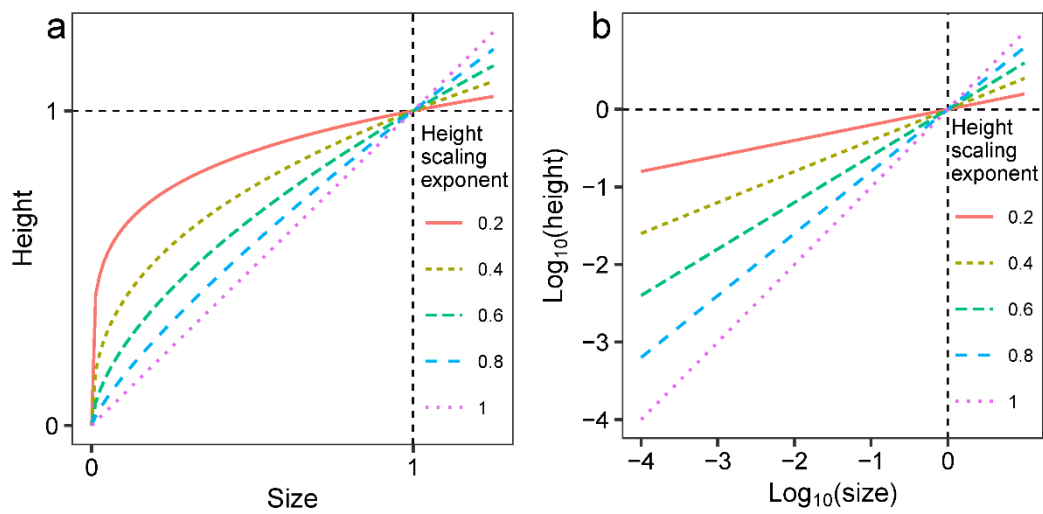 a
Height
1
0
0
1
Size
Height
scaling
exponent
0.2
0.4
0.6
0.8
1
b
Log10(height)
0
−1
−2
−3
−4
−4
−3
−2
−1
0
Log10(size)
Height
scaling
exponent
0.2
0.4
0.6
0.8
1